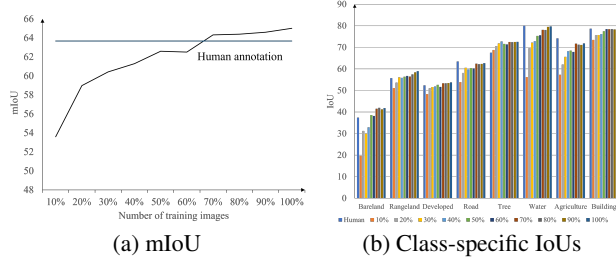 66
64
62
60
58
56
54
52
50
48
mIoU
Human annotation
10% 20% 30% 40% 50% 60% 70% 80% 90% 100%
Number of training images
(a) mIoU
90
80
70
60
50
40
30
20
10
0
IoU
Bareland Rangeland Developed Road Tree Water Agriculture Building
Human 10% 20% 30% 40% 50% 60% 70% 80% 90% 100%
(b) Class-specific IoUs